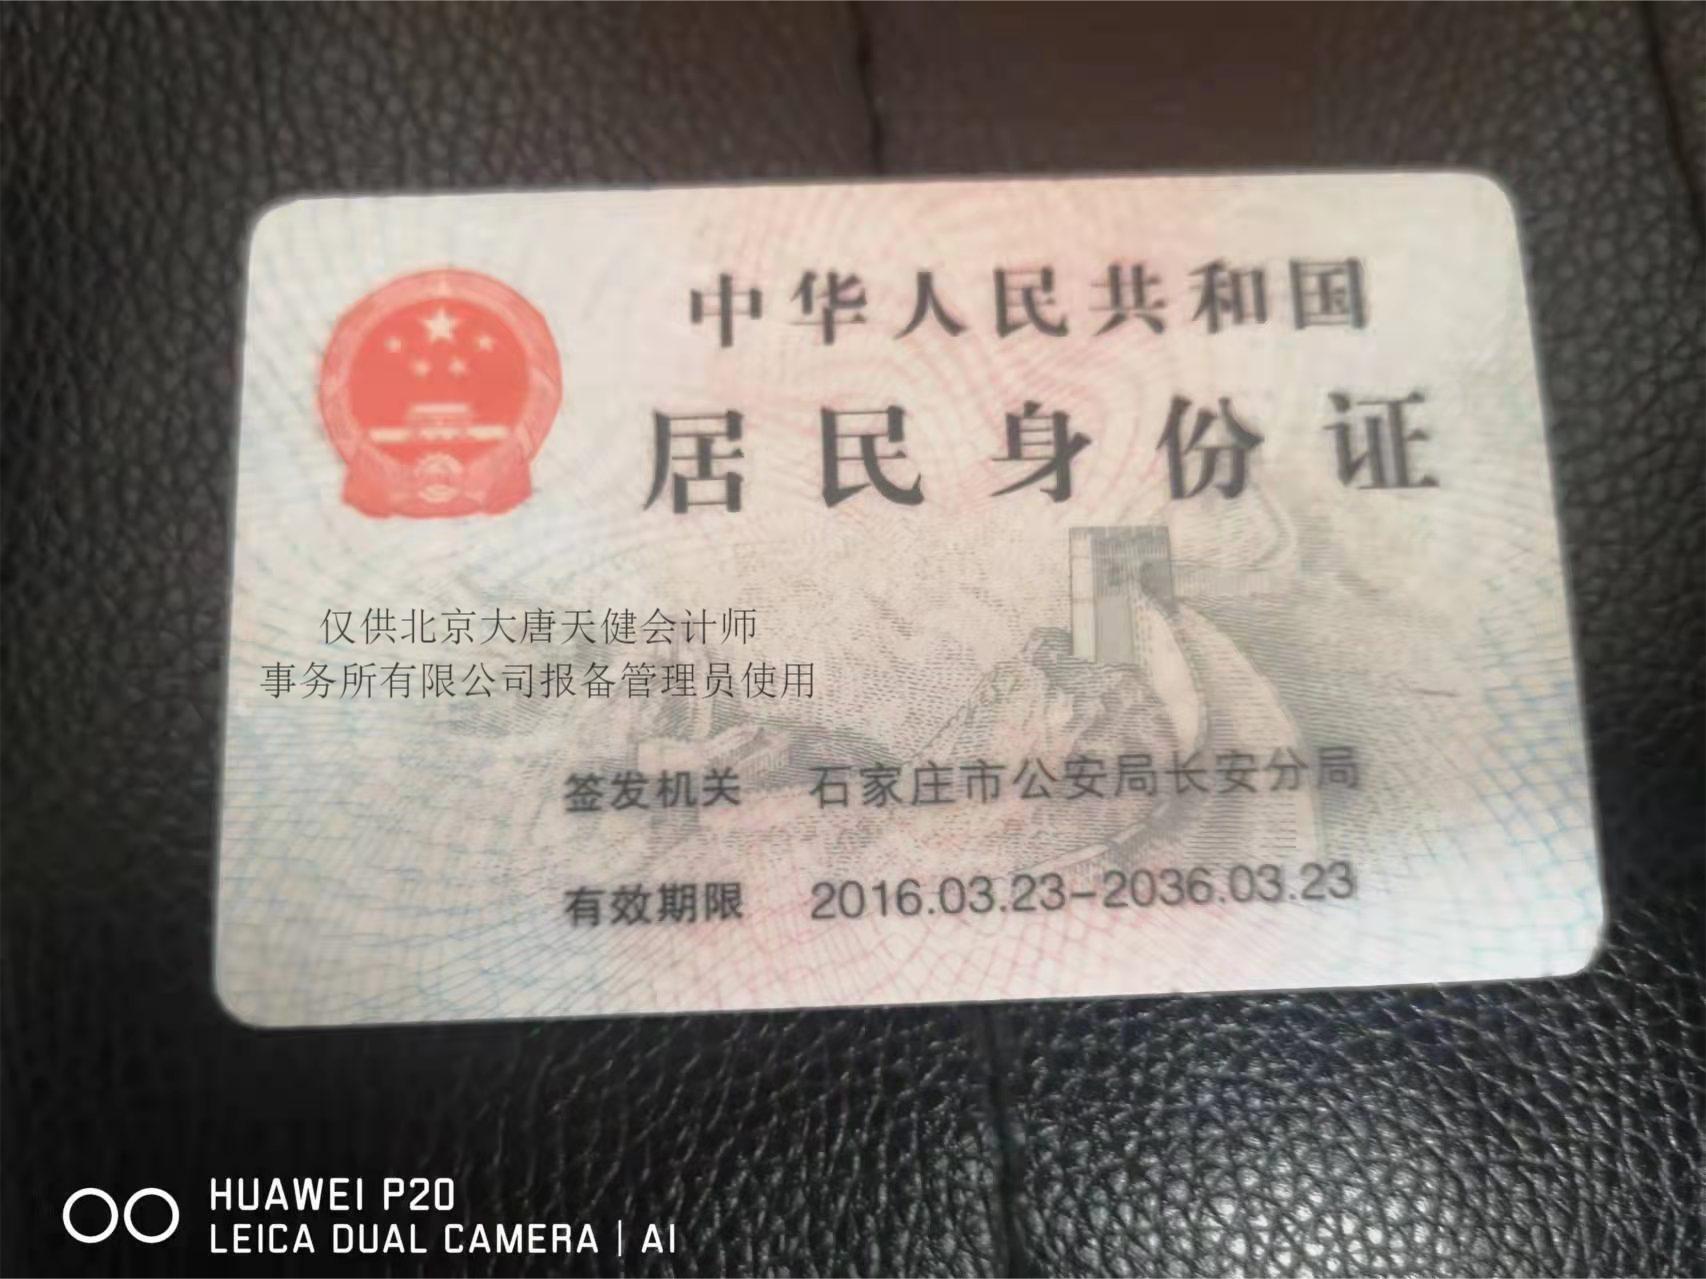 中华人民共和国
居民身份证
仅供北京大唐天健会计师
事务所有限公司报备管理员使用
签发机关 石家庄市公安局长安分局
有效期限 2016.03.23-2036.03.23
HUAWEI P20
LEICA DUAL CAMERA | AI